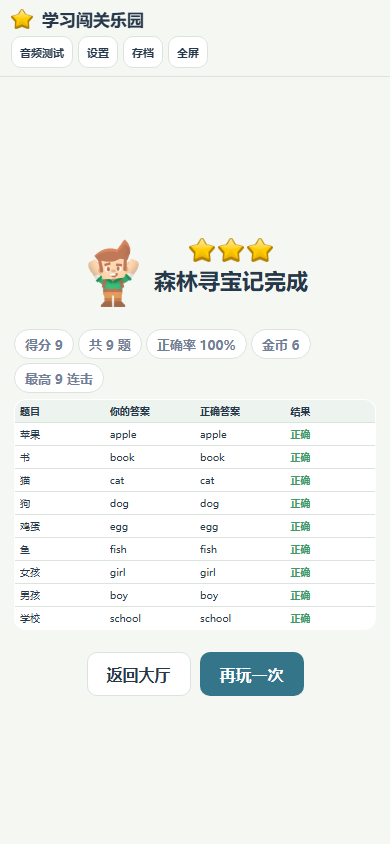 学习闯关乐园
音频测试 设置 存档 全屏
森林寻宝记完成
得分 9 共 9 题 正确率 100% 金币 6
最高 9 连击
题目 你的答案 正确答案 结果
苹果 apple apple 正确
书 book book 正确
猫 cat cat 正确
狗 dog dog 正确
鸡蛋 egg egg 正确
鱼 fish fish 正确
女孩 girl girl 正确
男孩 boy boy 正确
学校 school school 正确
返回大厅 再玩一次